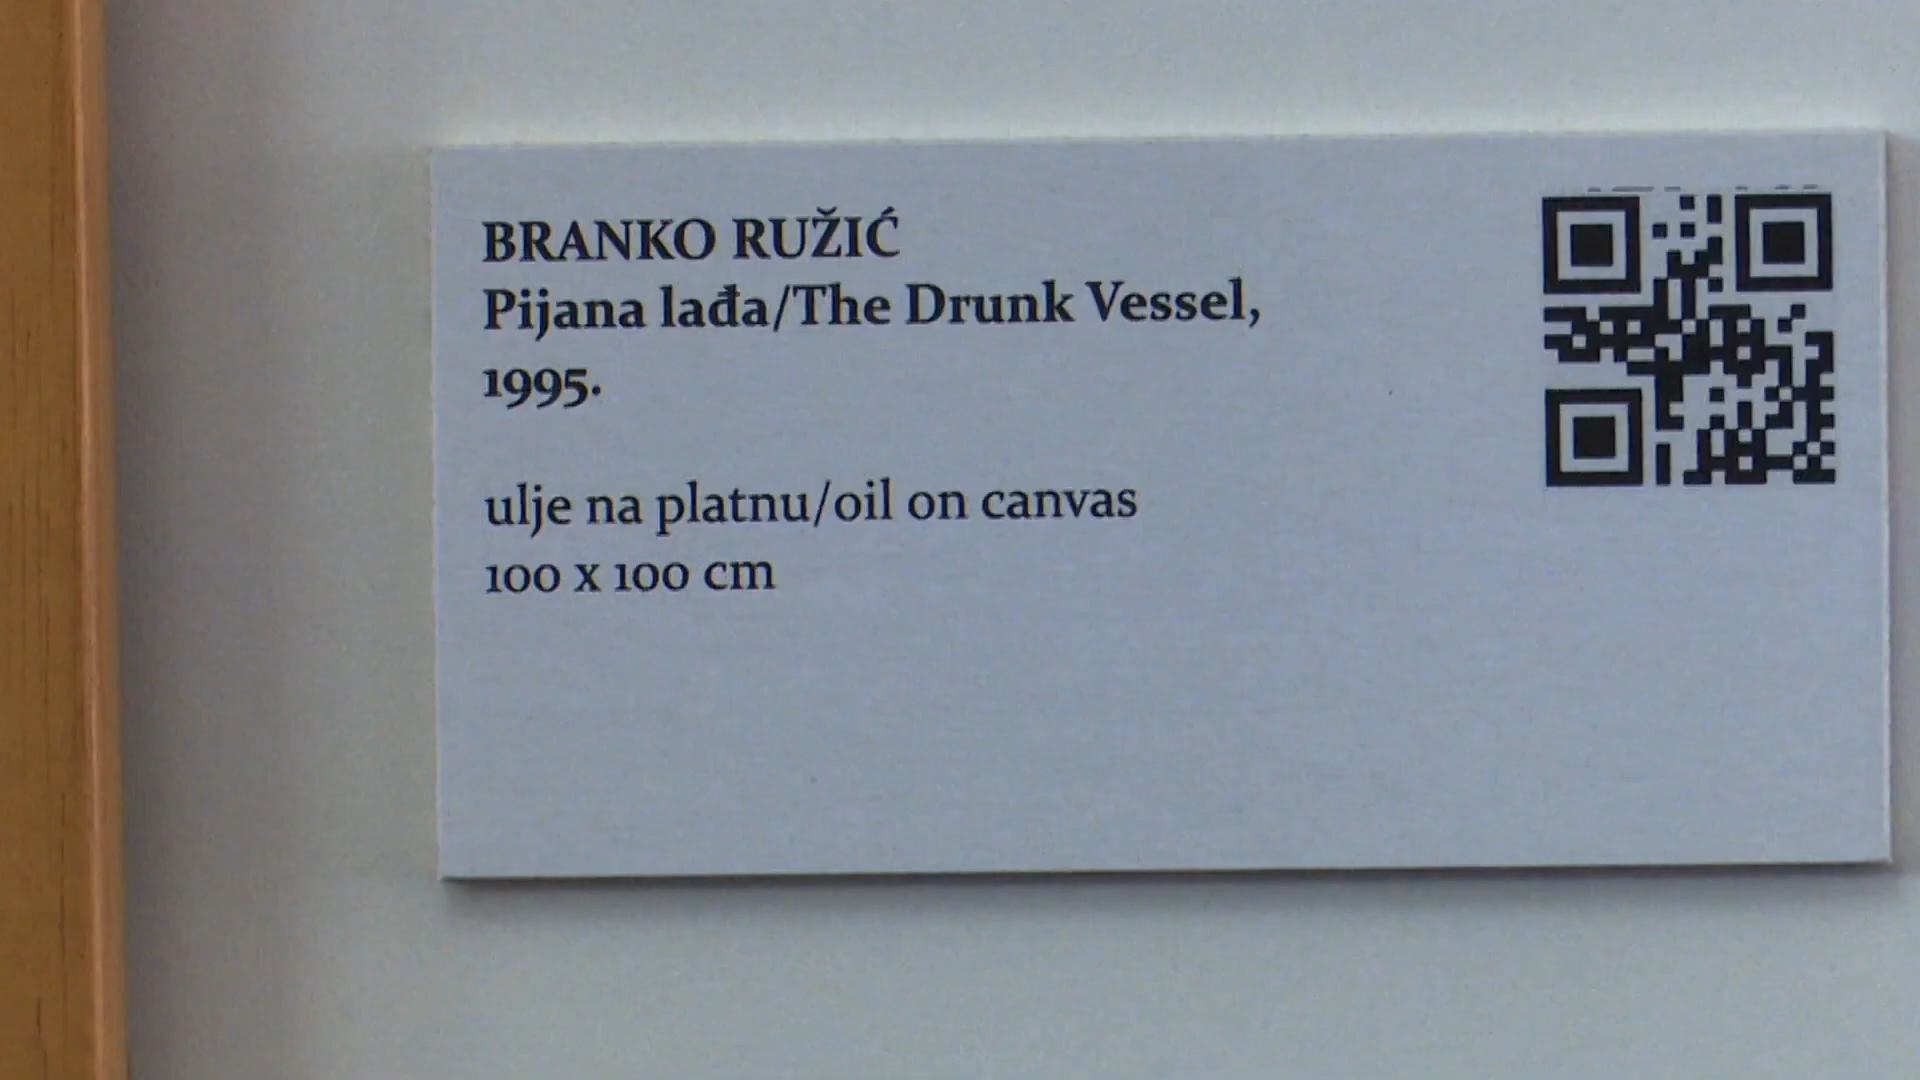 BRANKO RUŽIĆ
Pijana lađa/The Drunk Vessel,
1995.
ulje na platnu/oil on canvas
100 x 100 cm